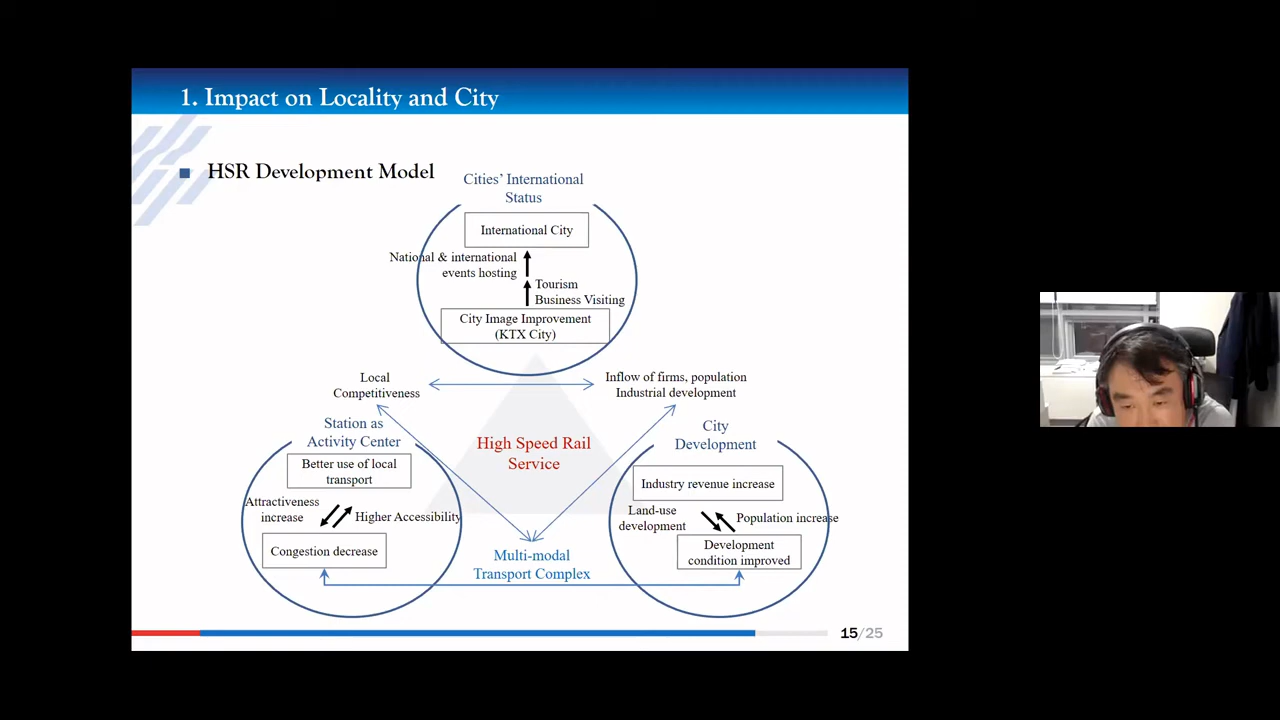 1. Impact on Locality and City
HSR Development Model
Cities' International
Status
International City
National & international
events hosting
Tourism
Business Visiting
City Image Improvement
(KTX City)
Local
Competitiveness
Inflow of firms, population
Industrial development
Station as
Activity Center
Better use of local
transport
Attractiveness
increase
Higher Accessibility
Congestion decrease
High Speed Rail
Service
City
Development
Industry revenue increase
Land-use
development
Population increase
Development
condition improved
Multi-modal
Transport Complex
15/25